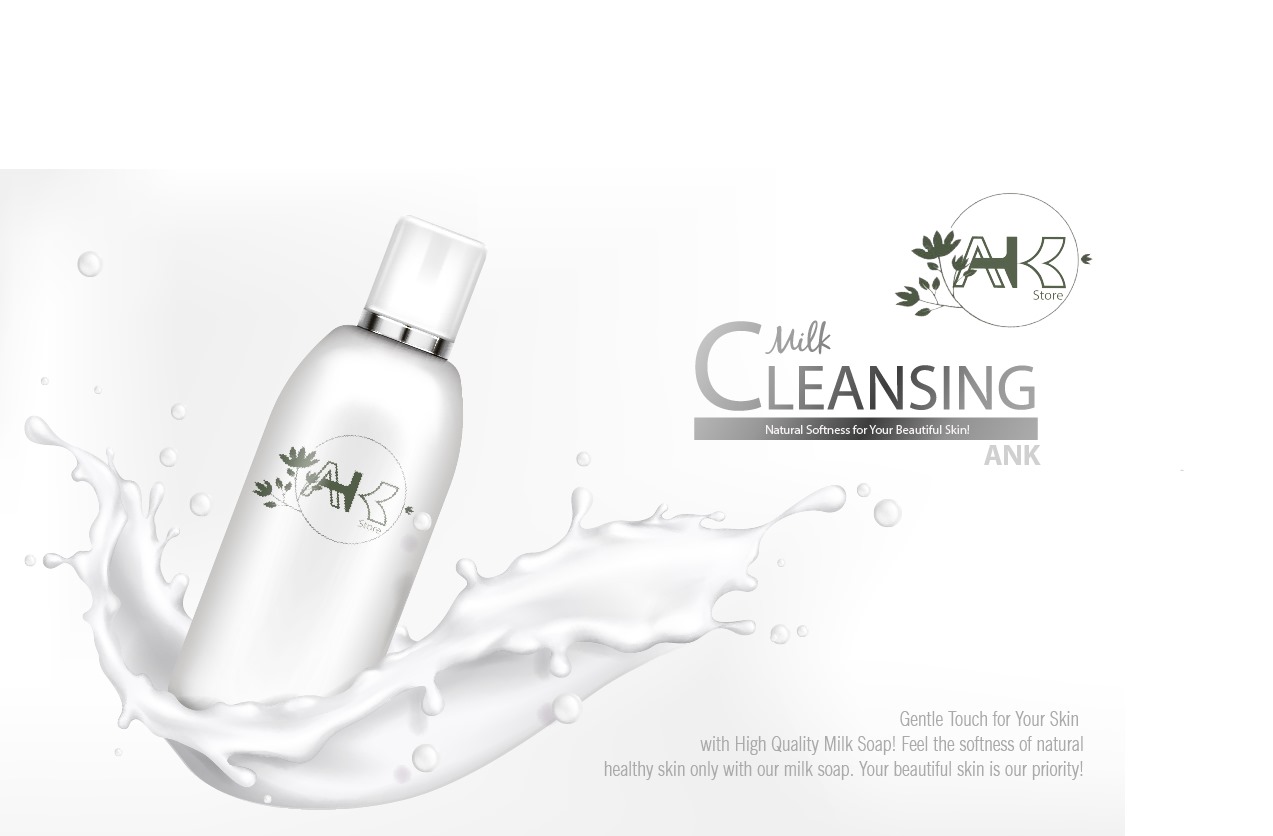 AK
Store
Milk
CLEANSING
Natural Softness for Your Beautiful Skin!
ANK
AK
Store
Gentle Touch for Your Skin
with High Quality Milk Soap! Feel the softness of natural
healthy skin only with our milk soap. Your beautiful skin is our priority!